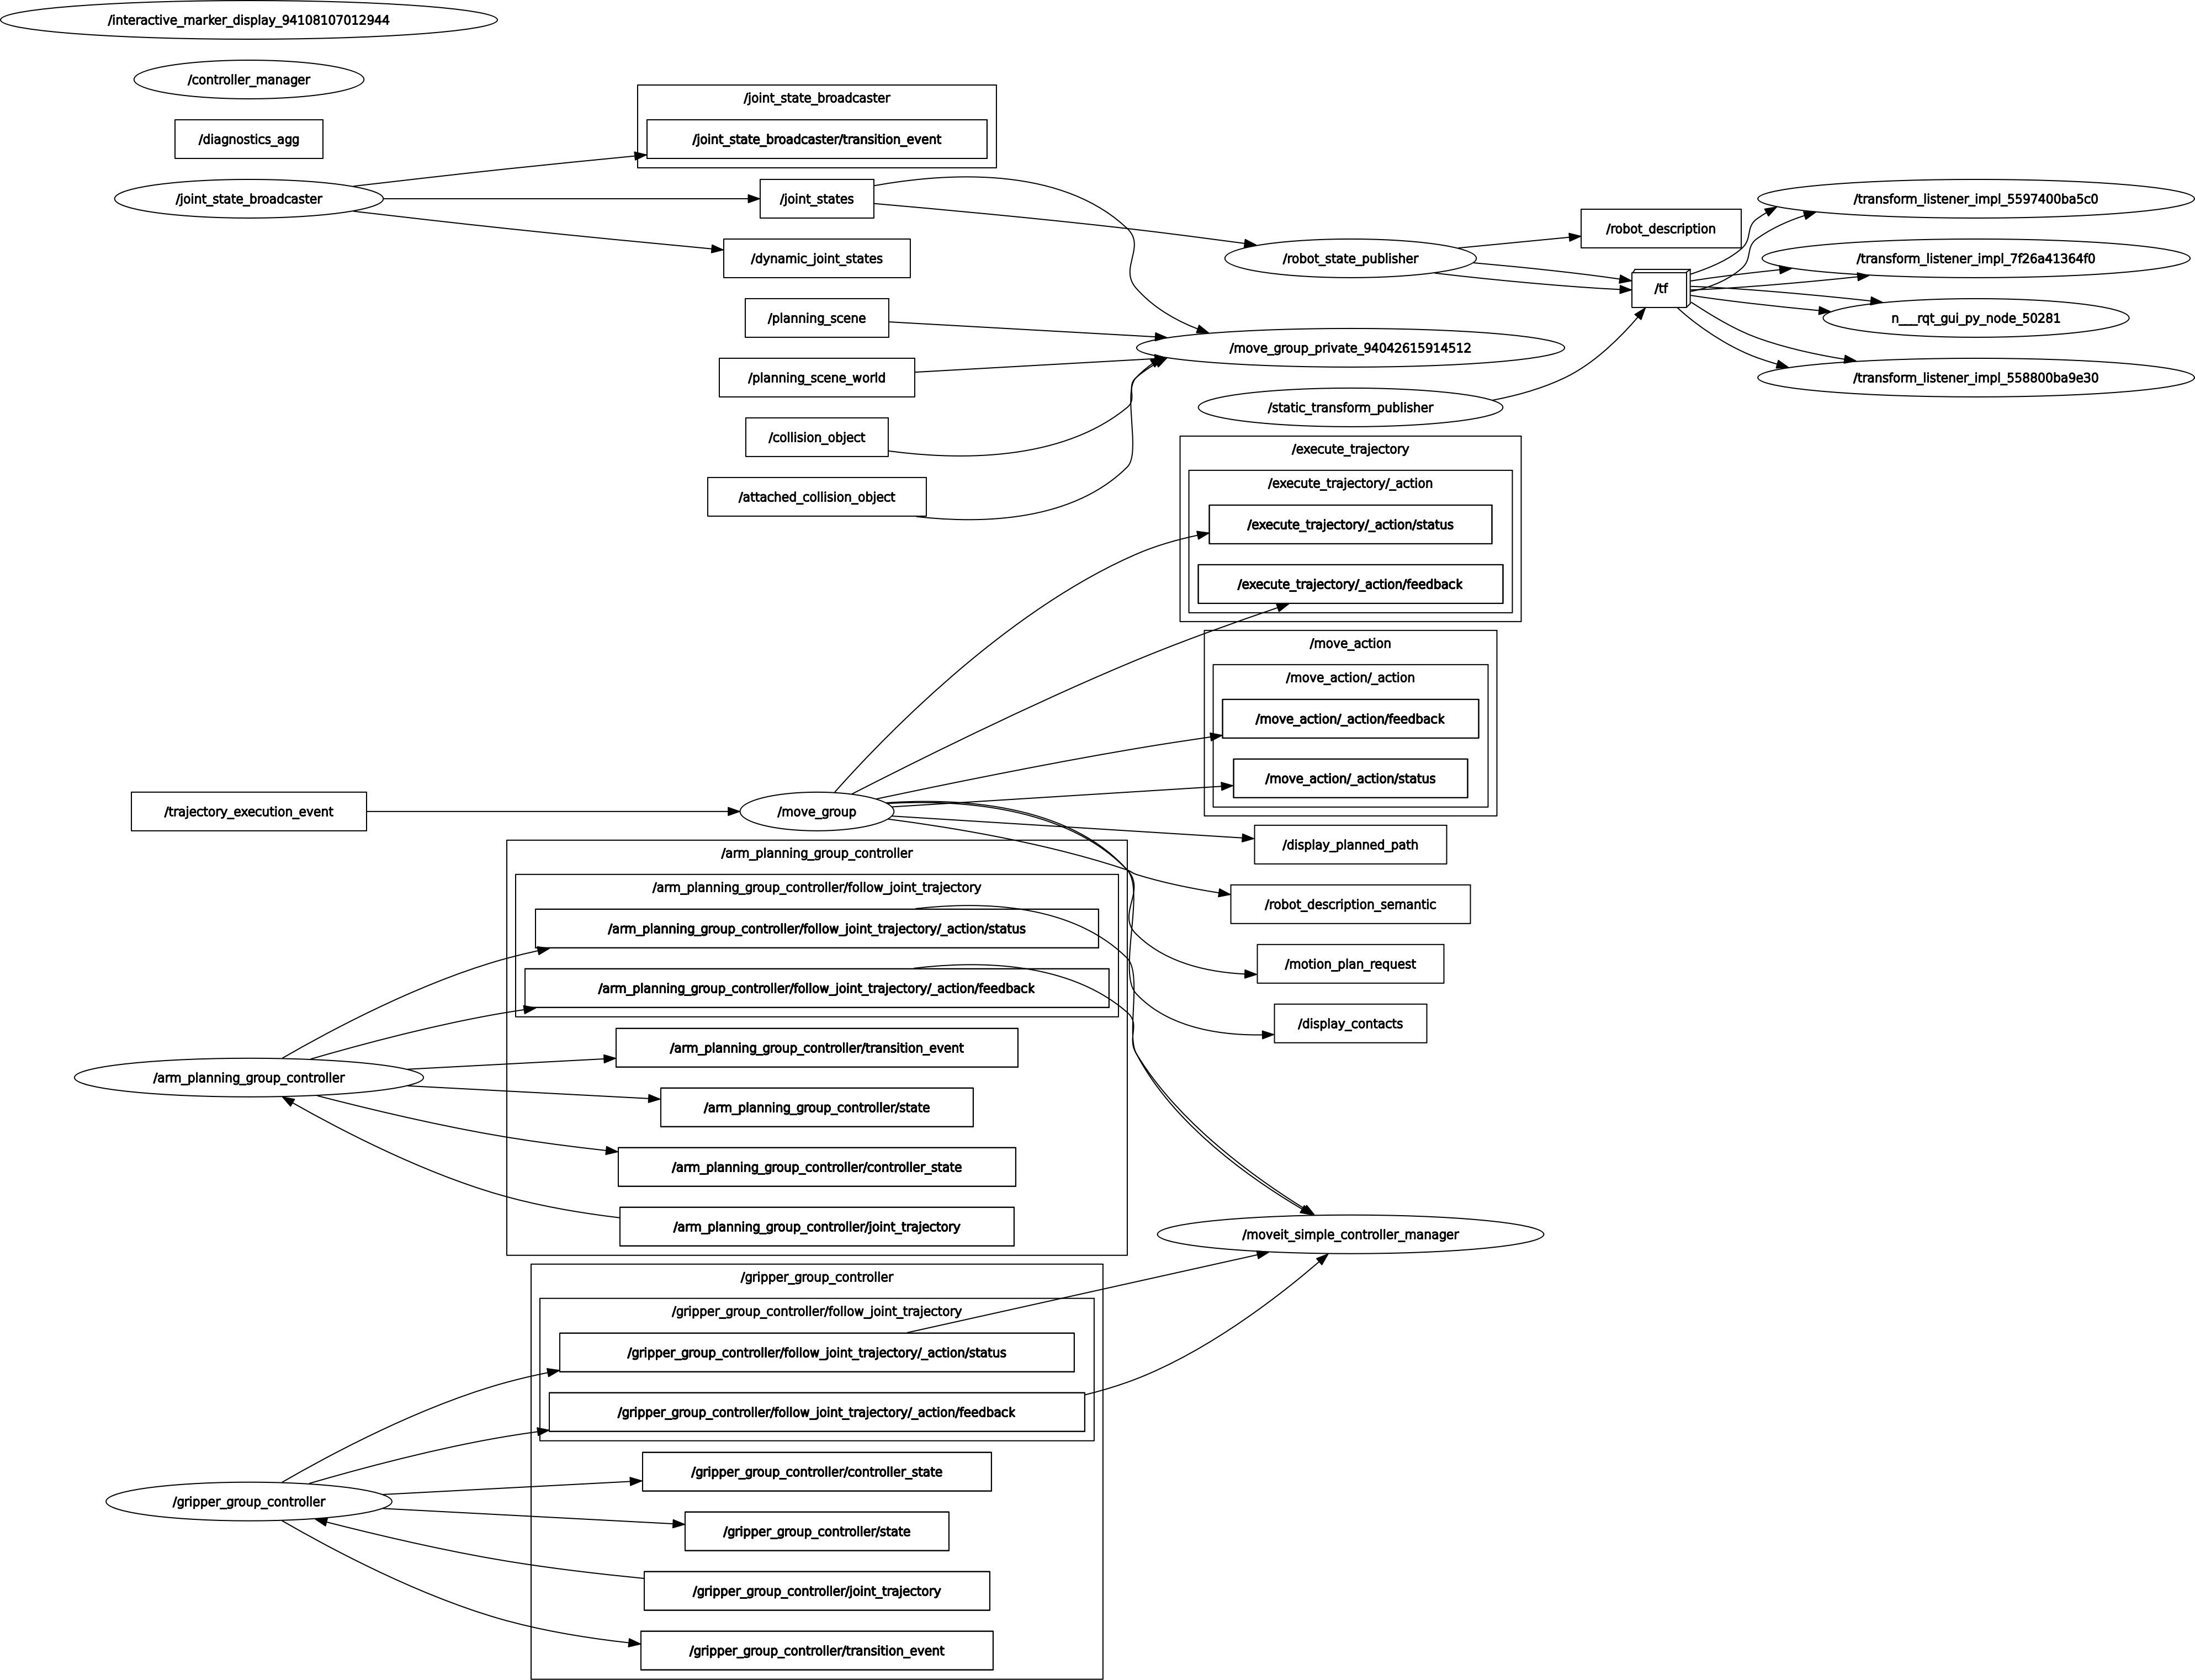 /interactive_marker_display_94108107012944
/controller_manager
/diagnostics_agg
/joint_state_broadcaster
/joint_state_broadcaster
/joint_state_broadcaster/transition_event
/joint_states
/dynamic_joint_states
/planning_scene
/planning_scene_world
/collision_object
/attached_collision_object
/robot_state_publisher
/move_group_private_94042615914512
/static_transform_publisher
/robot_description
/tf
/transform_listener_impl_5597400ba5c0
/transform_listener_impl_7f26a41364f0
n___rqt_gui_py_node_50281
/transform_listener_impl_558800ba9e30
/execute_trajectory
/execute_trajectory/_action
/execute_trajectory/_action/status
/execute_trajectory/_action/feedback
/move_action
/move_action/_action
/move_action/_action/feedback
/move_action/_action/status
/trajectory_execution_event
/move_group
/display_planned_path
/robot_description_semantic
/motion_plan_request
/display_contacts
/arm_planning_group_controller
/arm_planning_group_controller/follow_joint_trajectory
/arm_planning_group_controller/follow_joint_trajectory/_action/status
/arm_planning_group_controller/follow_joint_trajectory/_action/feedback
/arm_planning_group_controller/transition_event
/arm_planning_group_controller
/arm_planning_group_controller/state
/arm_planning_group_controller/controller_state
/arm_planning_group_controller/joint_trajectory
/moveit_simple_controller_manager
/gripper_group_controller
/gripper_group_controller/follow_joint_trajectory
/gripper_group_controller/follow_joint_trajectory/_action/status
/gripper_group_controller/follow_joint_trajectory/_action/feedback
/gripper_group_controller/controller_state
/gripper_group_controller
/gripper_group_controller/state
/gripper_group_controller/joint_trajectory
/gripper_group_controller/transition_event